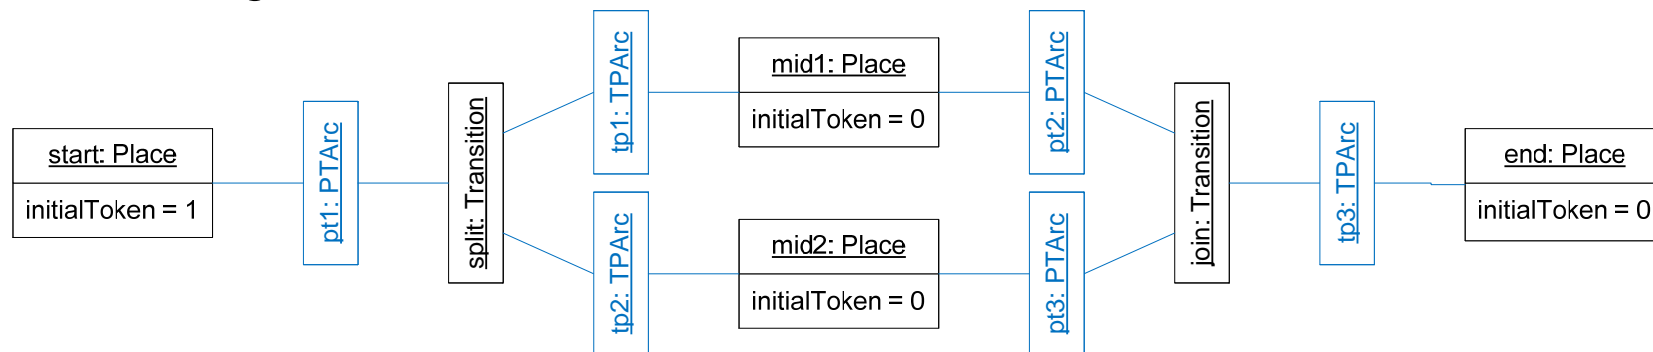 start: Place
initialToken = 1
pt1: PTArc
split: Transition
tp1: TPArc
tp2: TPArc
mid1: Place
initialToken = 0
mid2: Place
initialToken = 0
pt2: PTArc
pt3: PTArc
join: Transition
tp3: TPArc
end: Place
initialToken = 0